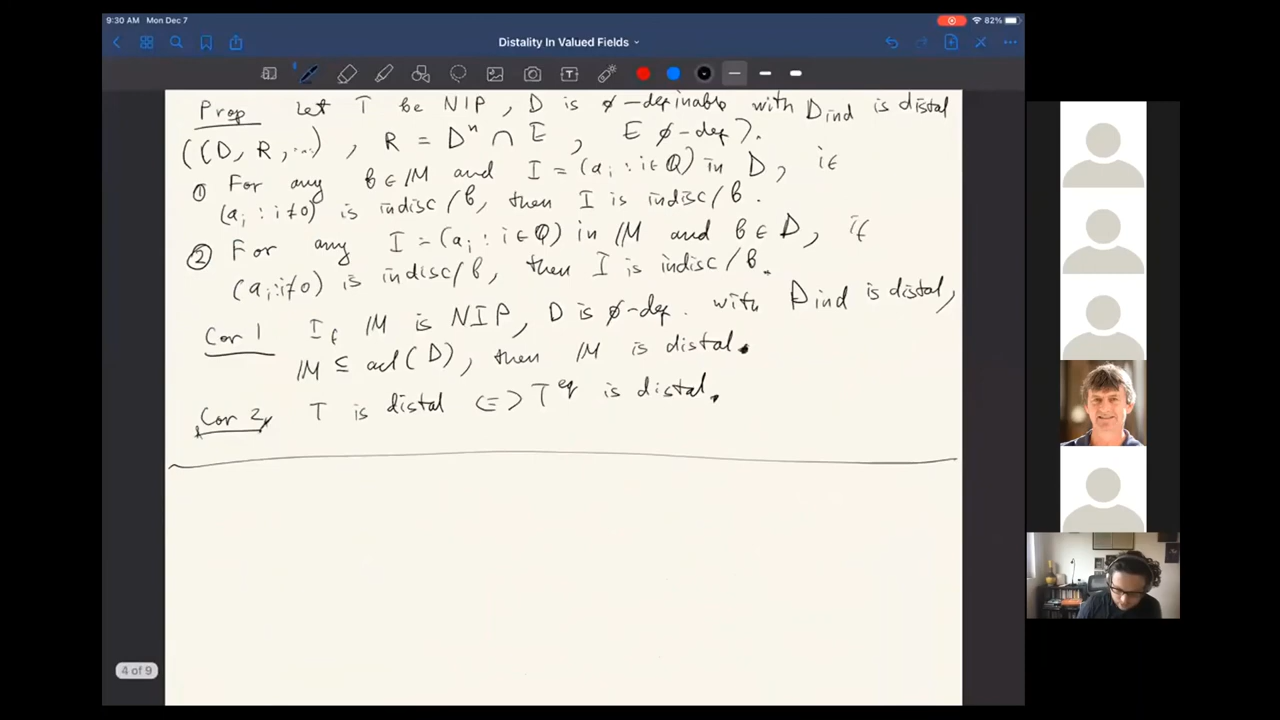 9:30 AM Mon Dec 7
82%
Distality In Valued Fields
Prop Let T be NIP, D is ∅-definable with D_ind is distal
((D, R, ...), R = Dⁿ ∩ E, E ∅-def).
① For any b ∈ 𝕄 and I = (a_i : i ∈ ℚ) in D, if
(a_i : i ≠ 0) is indisc/b, then I is indisc/b.
② For any I = (a_i : i ∈ ℚ) in 𝕄 and b ∈ D, if
(a_i : i ≠ 0) is indisc/b, then I is indisc/b.
Cor 1 If 𝕄 is NIP, D is ∅-def. with D_ind is distal,
𝕄 ⊆ acl(D), then 𝕄 is distal.
Cor 2 T is distal <=> T^eq is distal.
4 of 9